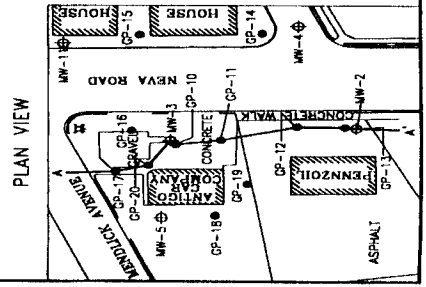 PLAN VIEW
HOUSE
GP-15
HOUSE
GP-14
MW-1
MW-4
NEVA ROAD
GP-16
GRAVEL
MW-3
GP-10
GP-11
CONCRETE
CONCRETE WALK
MW-2
A
GP-17
GP-20
ANTIGO
CAR
COMPANY
GP-19
GP-12
GP-13
A'
PENNZOIL
MENDLICK AVENUE
MW-5
GP-18
ASPHALT